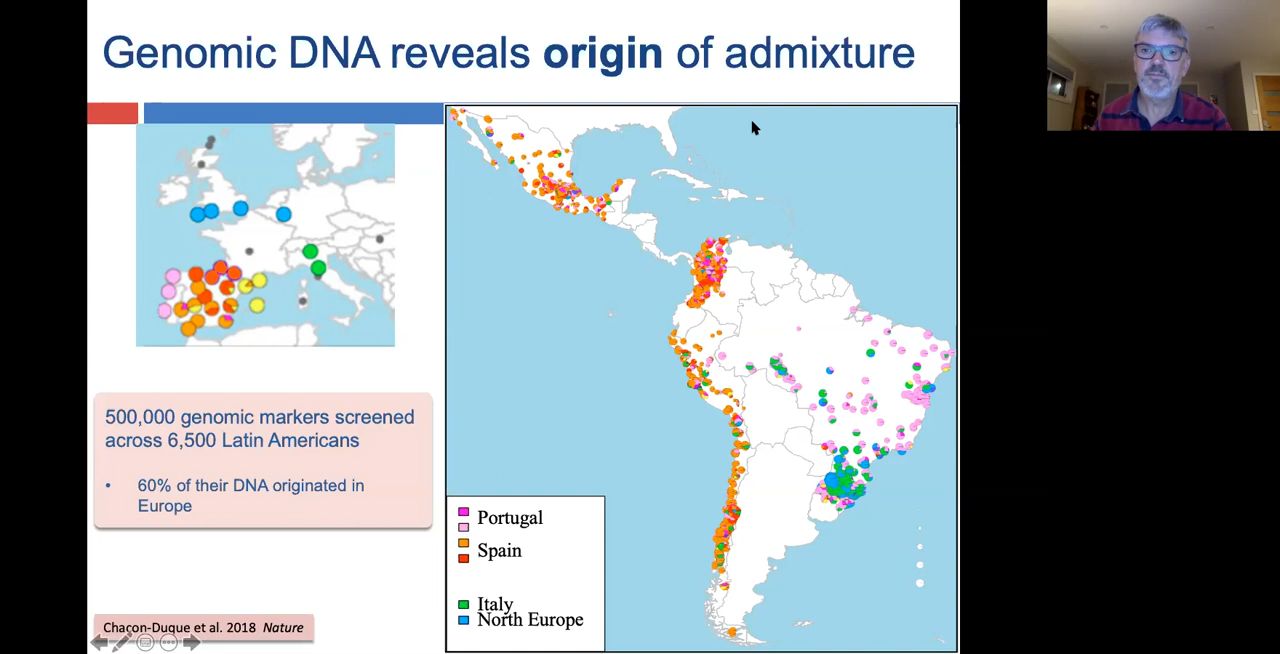 Genomic DNA reveals origin of admixture
500,000 genomic markers screened
across 6,500 Latin Americans
• 60% of their DNA originated in
Europe
Chacon-Duque et al. 2018 Nature
Portugal
Spain
Italy
North Europe